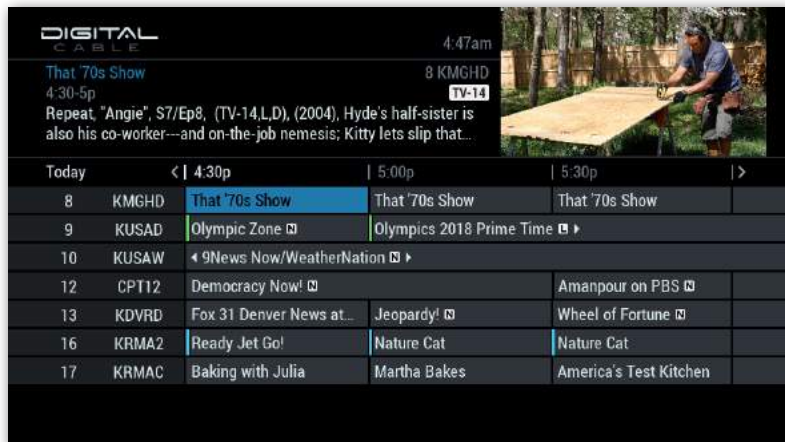 DIGITAL
CABLE
4:47am
That '70s Show
8 KMGHD
4:30-5p
TV-14
Repeat, "Angie", S7/Ep8, (TV-14,L,D), (2004), Hyde's half-sister is
also his co-worker---and on-the-job nemesis; Kitty lets slip that...
Today < 4:30p 5:00p 5:30p >
8 KMGHD That '70s Show That '70s Show That '70s Show
9 KUSAD Olympic Zone N Olympics 2018 Prime Time L
10 KUSAW 9News Now/WeatherNation N
12 CPT12 Democracy Now! N Amanpour on PBS N
13 KDVRD Fox 31 Denver News at... Jeopardy! N Wheel of Fortune N
16 KRMA2 Ready Jet Go! Nature Cat Nature Cat
17 KRMAC Baking with Julia Martha Bakes America's Test Kitchen